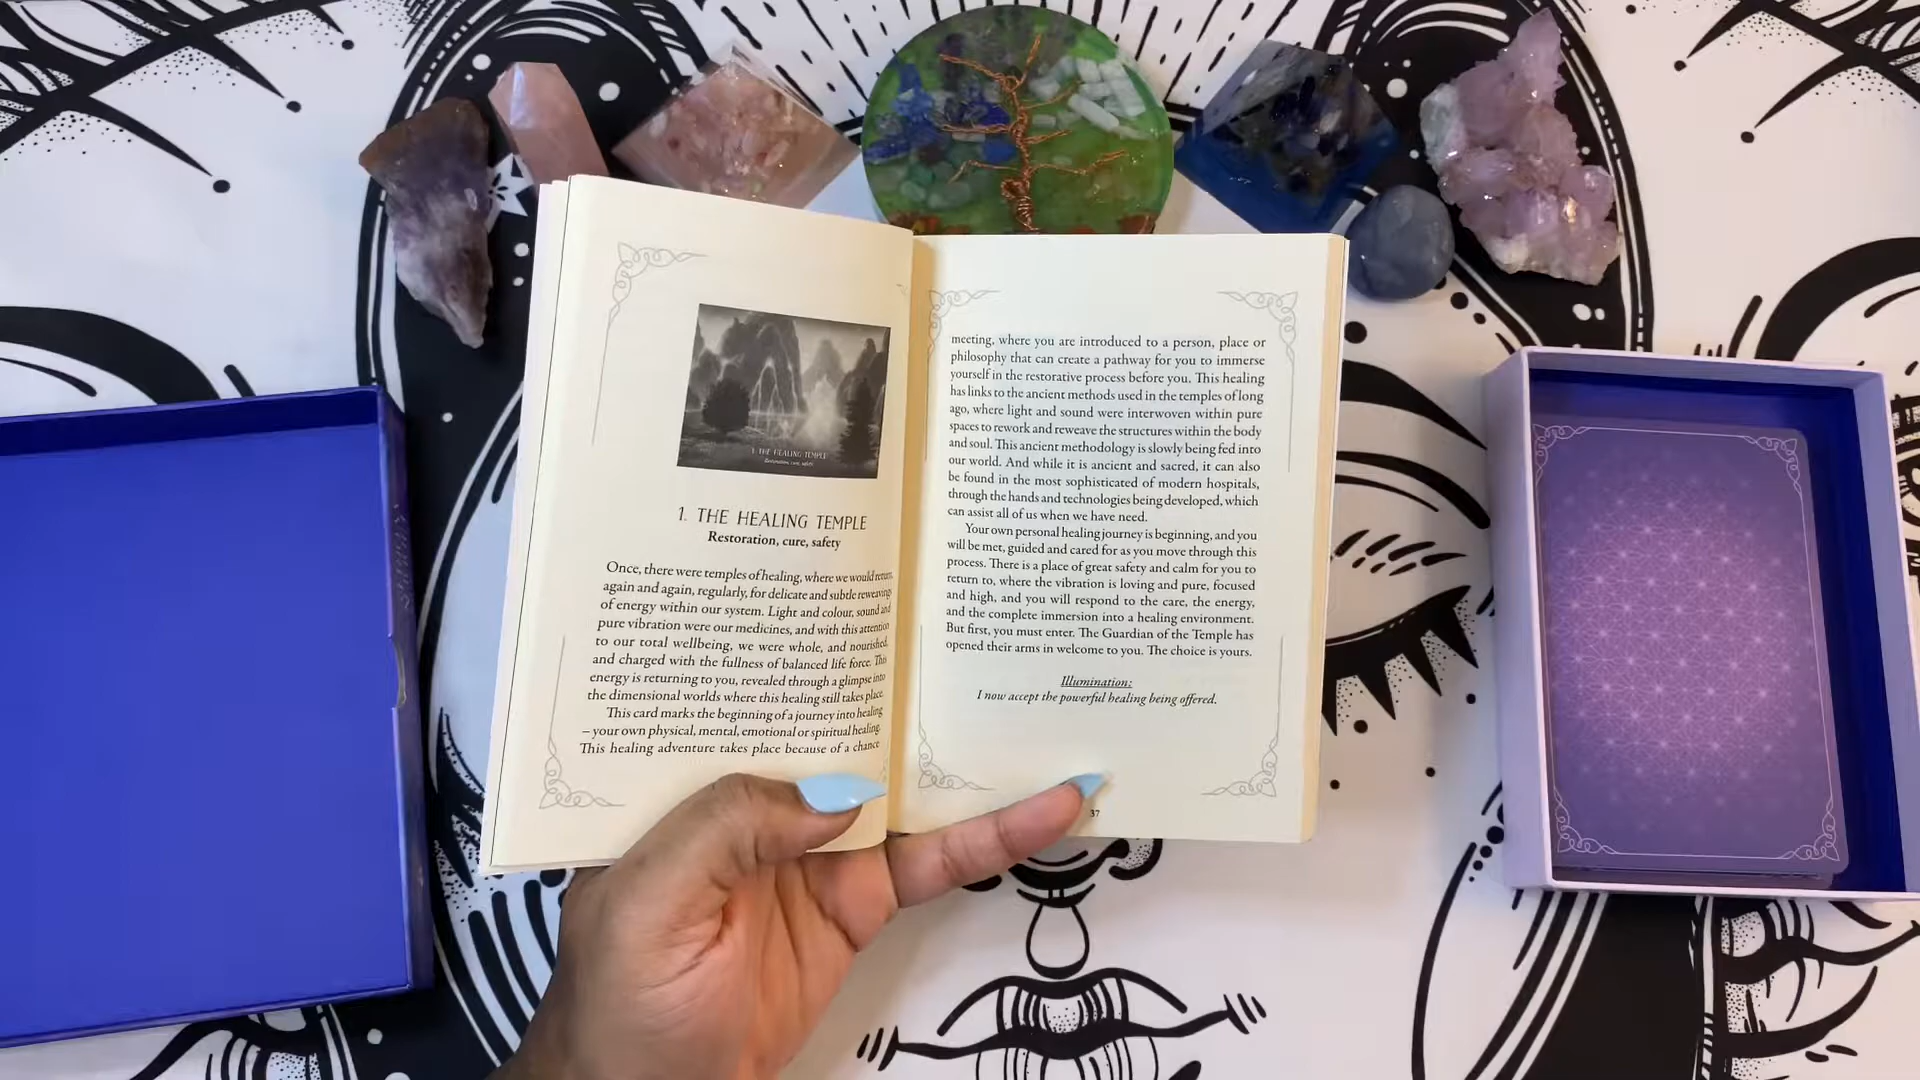 1. THE HEALING TEMPLE
Restoration, cure, safety
1. THE HEALING TEMPLE
Restoration, cure, safety
Once, there were temples of healing, where we would return
again and again, regularly, for delicate and subtle reweavings
of energy within our system. Light and colour, sound and
pure vibration were our medicines, and with this attention
to our total wellbeing, we were whole, and nourished,
and charged with the fullness of balanced life force. This
energy is returning to you, revealed through a glimpse into
the dimensional worlds where this healing still takes place.
This card marks the beginning of a journey into healing
– your own physical, mental, emotional or spiritual healing.
This healing adventure takes place because of a chance
meeting, where you are introduced to a person, place or
philosophy that can create a pathway for you to immerse
yourself in the restorative process before you. This healing
has links to the ancient methods used in the temples of long
ago, where light and sound were interwoven within pure
spaces to rework and reweave the structures within the body
and soul. This ancient methodology is slowly being fed into
our world. And while it is ancient and sacred, it can also
be found in the most sophisticated of modern hospitals,
through the hands and technologies being developed, which
can assist all of us when we have need.
Your own personal healing journey is beginning, and you
will be met, guided and cared for as you move through this
process. There is a place of great safety and calm for you to
return to, where the vibration is loving and pure, focused
and high, and you will respond to the care, the energy,
and the complete immersion into a healing environment.
But first, you must enter. The Guardian of the Temple has
opened their arms in welcome to you. The choice is yours.
Illumination:
I now accept the powerful healing being offered.
37